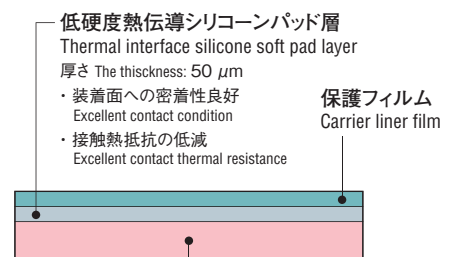 低硬度熱伝導シリコーンパッド層
Thermal interface silicone soft pad layer
厚さ The thisckness: 50 μm
・装着面への密着性良好
Excellent contact condition
・接触熱抵抗の低減
Excellent contact thermal resistance
保護フィルム
Carrier liner film